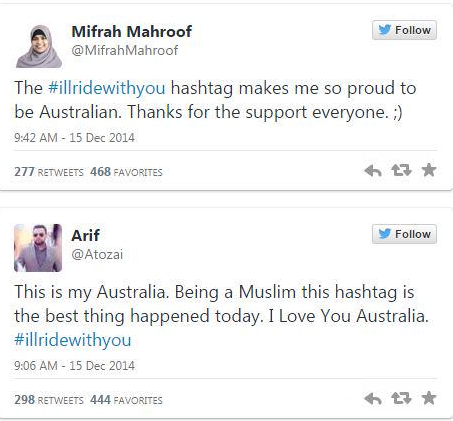 Mifrah Mahroof
@MifrahMahroof
Follow
The #illridewithyou hashtag makes me so proud to
be Australian. Thanks for the support everyone. ;)
9:42 AM - 15 Dec 2014
277 RETWEETS 468 FAVORITES
Arif
@Atozai
Follow
This is my Australia. Being a Muslim this hashtag is
the best thing happened today. I Love You Australia.
#illridewithyou
9:06 AM - 15 Dec 2014
298 RETWEETS 444 FAVORITES